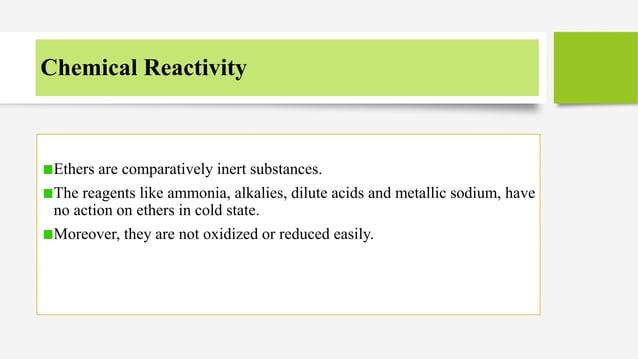 Chemical Reactivity
Ethers are comparatively inert substances.
The reagents like ammonia, alkalies, dilute acids and metallic sodium, have
no action on ethers in cold state.
Moreover, they are not oxidized or reduced easily.